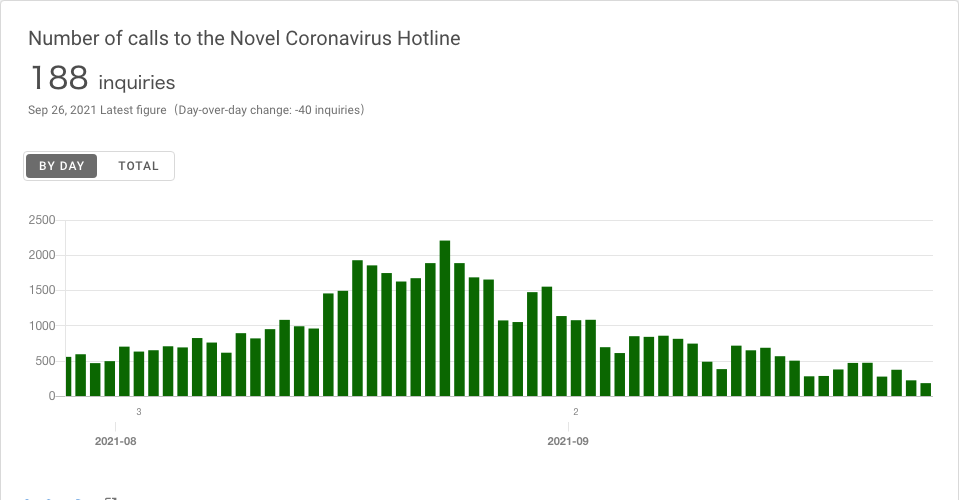 Number of calls to the Novel Coronavirus Hotline
188 inquiries
Sep 26, 2021 Latest figure（Day-over-day change: -40 inquiries）
BY DAY TOTAL
2500
2000
1500
1000
500
0
3 2
2021-08 2021-09